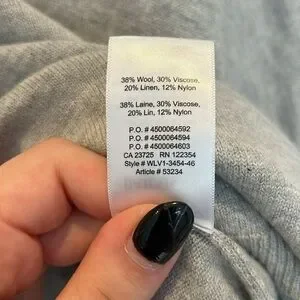 38% Wool, 30% Viscose,
20% Linen, 12% Nylon
38% Laine, 30% Viscose,
20% Lin, 12% Nylon
P.O. # 4500064592
P.O. # 4500064594
P.O. # 4500064603
CA 23725 RN 122354
Style # WLV1-3454-46
Article # 53234